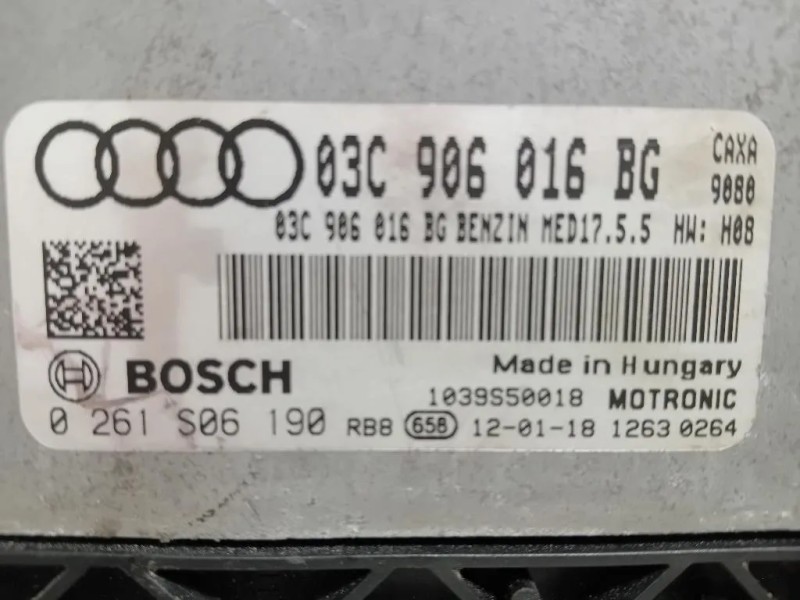 03C 906 016 BG CAXA
9080
03C 906 016 BG BENZIN MED17.5.5 HW: H08
BOSCH Made in Hungary
1039S50018 MOTRONIC
0 261 S06 190 RB8 658 12-01-18 1263 0264